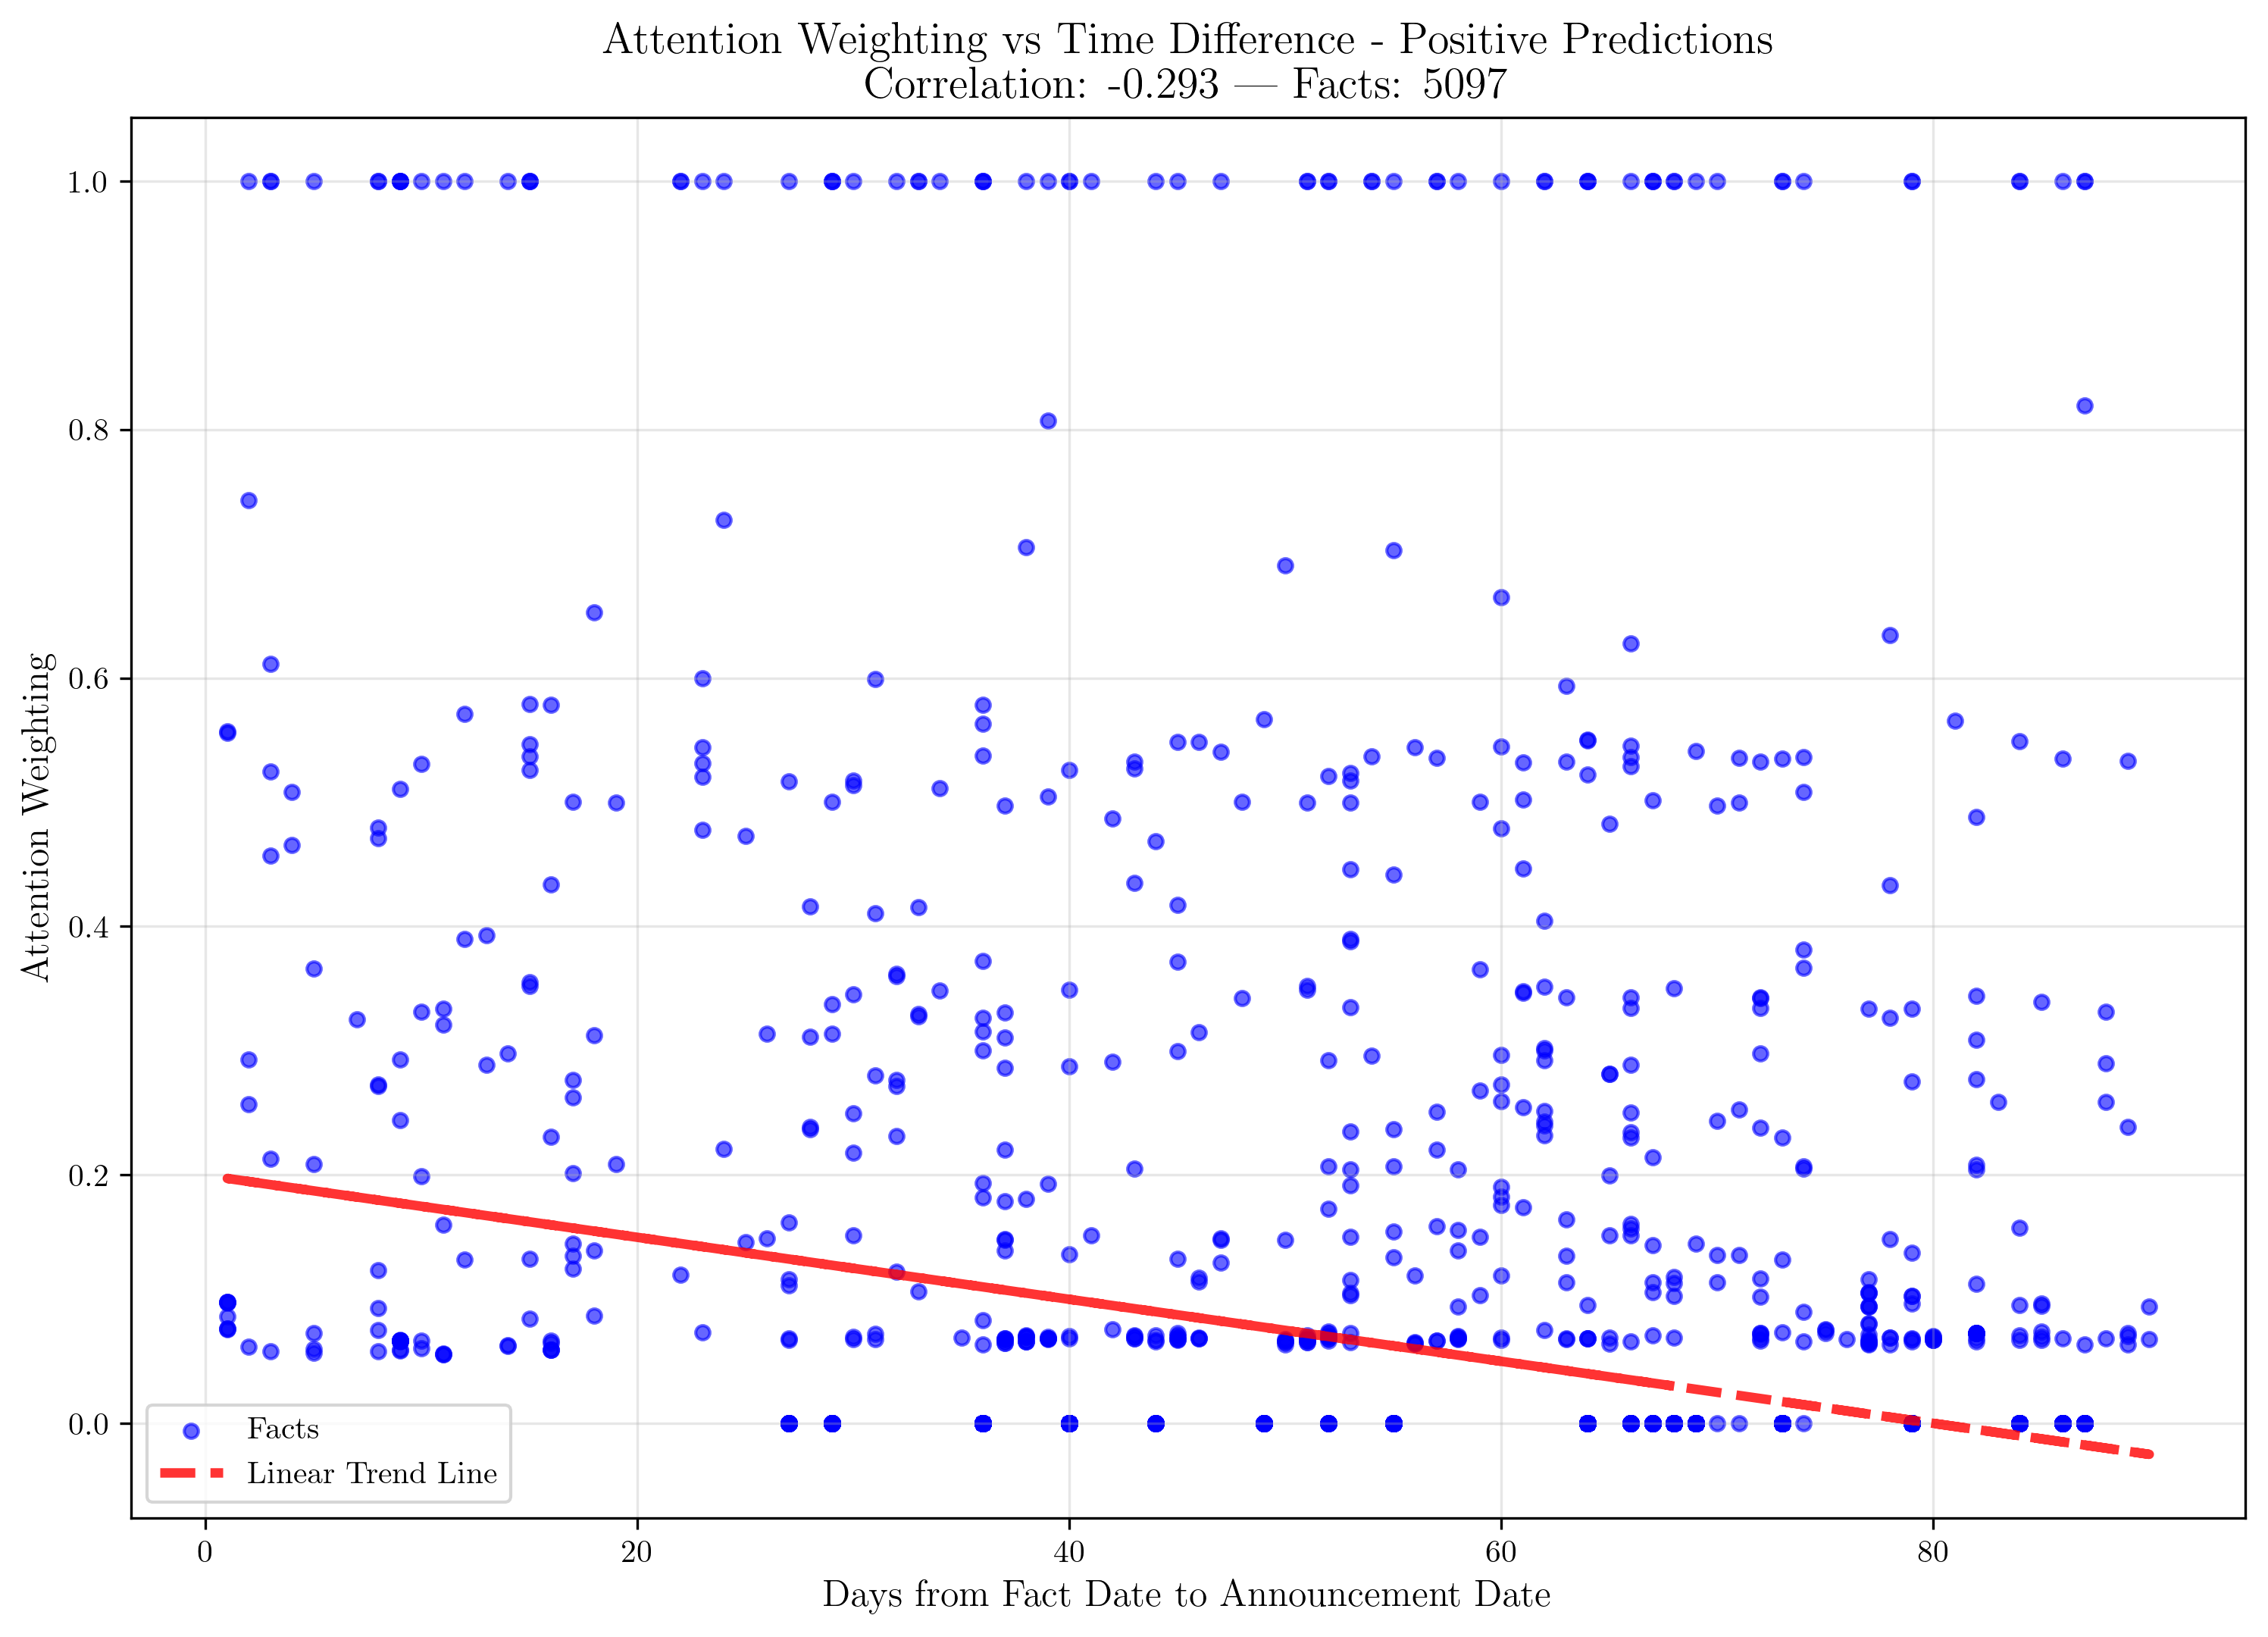 Attention Weighting vs Time Difference - Positive Predictions
Correlation: -0.293 — Facts: 5097
1.0
0.8
0.6
0.4
0.2
0.0
Attention Weighting
Facts
Linear Trend Line
0 20 40 60 80
Days from Fact Date to Announcement Date